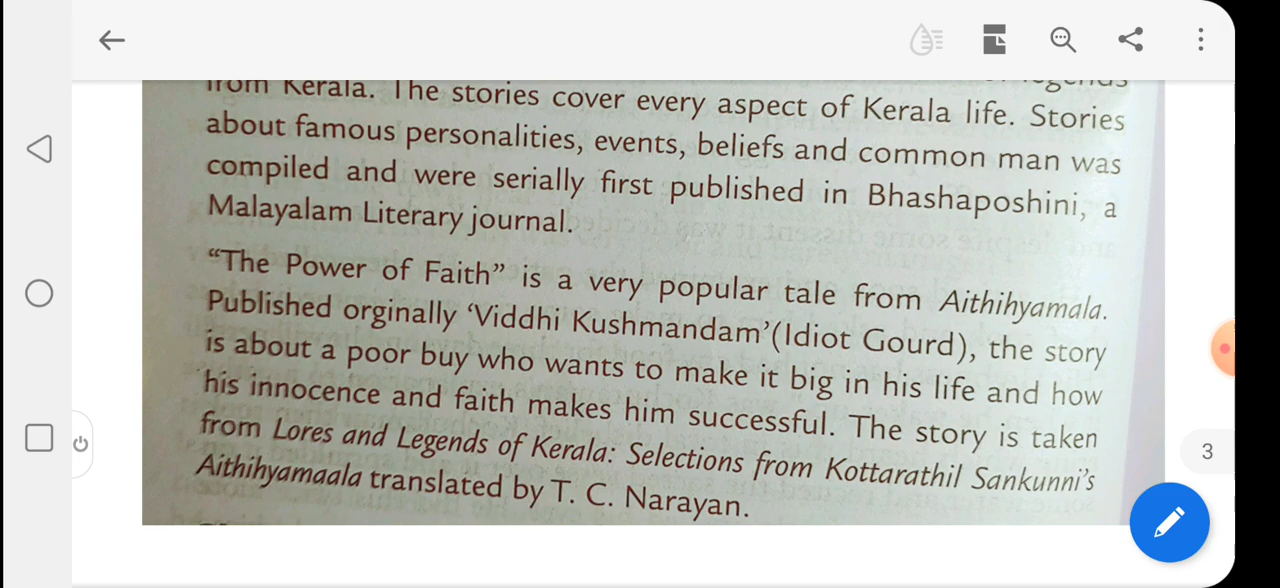 from Kerala. The stories cover every aspect of Kerala life. Stories
about famous personalities, events, beliefs and common man was
compiled and were serially first published in Bhashaposhini, a
Malayalam Literary journal.
“The Power of Faith” is a very popular tale from Aithihyamala.
Published orginally ‘Viddhi Kushmandam’(Idiot Gourd), the story
is about a poor buy who wants to make it big in his life and how
his innocence and faith makes him successful. The story is taken
from Lores and Legends of Kerala: Selections from Kottarathil Sankunni’s
Aithihyamaala translated by T. C. Narayan.
3